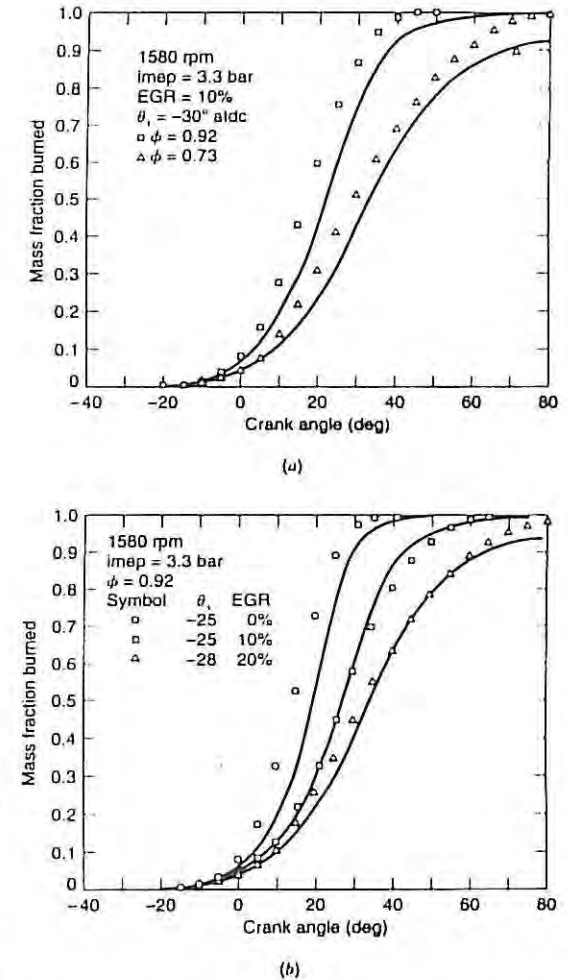 1.0
0.9
0.8
0.7
0.6
0.5
0.4
0.3
0.2
0.1
0
Mass fraction burned
1580 rpm
imep = 3.3 bar
EGR = 10%
θs = −30° atdc
□ ϕ = 0.92
△ ϕ = 0.73
−40 −20 0 20 40 60 80
Crank angle (deg)
(a)
1.0
0.9
0.8
0.7
0.6
0.5
0.4
0.3
0.2
0.1
0
Mass fraction burned
1580 rpm
imep = 3.3 bar
ϕ = 0.92
Symbol θs EGR
○ −25 0%
□ −25 10%
△ −28 20%
−40 −20 0 20 40 60 80
Crank angle (deg)
(b)